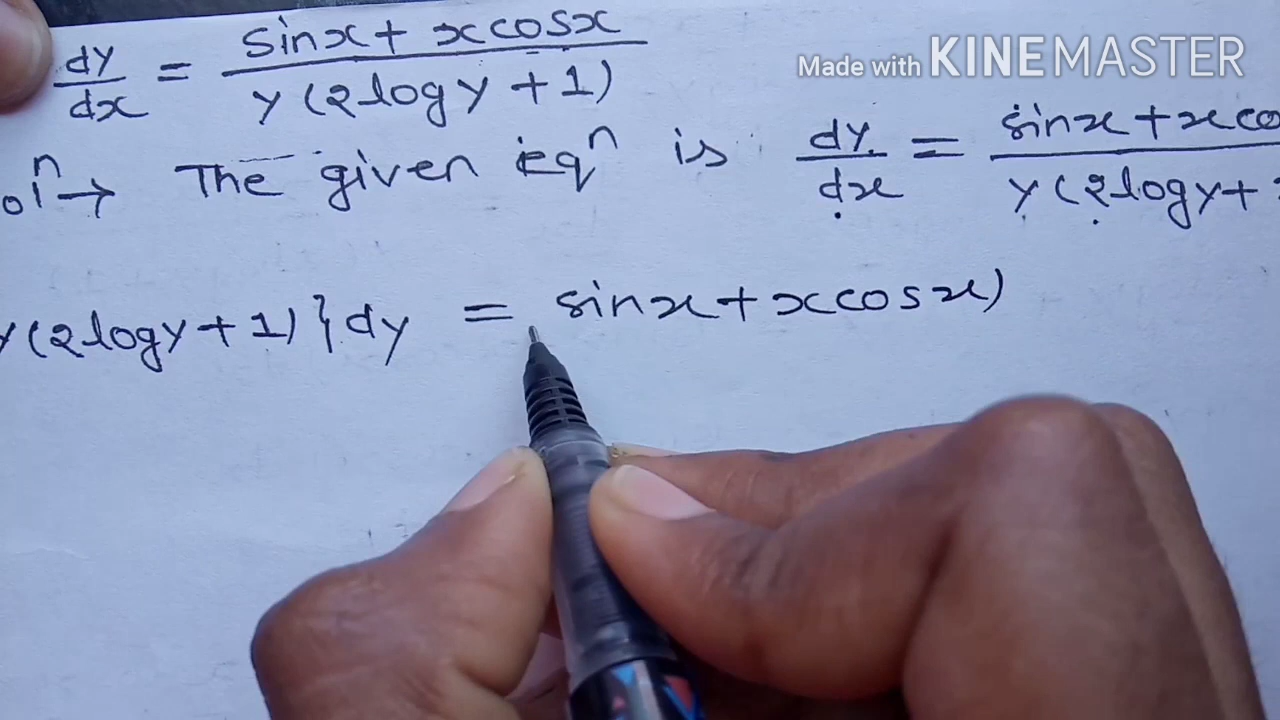 dy/dx = sinx + xcosx / y(2logy + 1)
Made with KINEMASTER
olⁿ → The given eqⁿ is dy/dx = sinx + xco / y(2logy +
y(2logy + 1)}dy = sinx + xcosx)